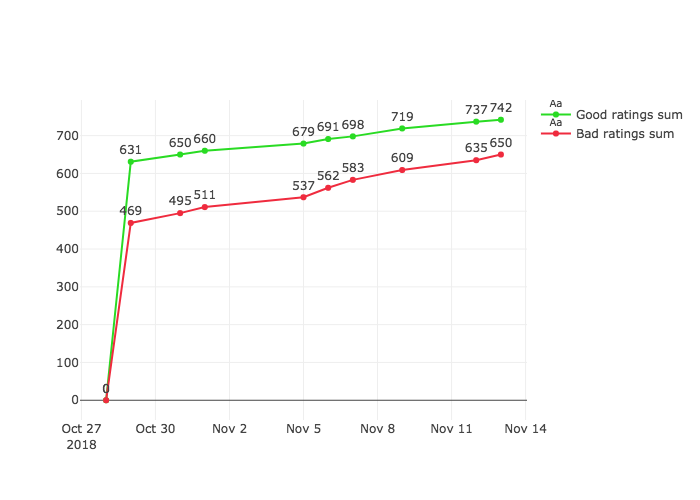 Aa
Good ratings sum
Aa
Bad ratings sum
700
600
500
400
300
200
100
0
631 650 660 679 691 698 719 737 742
469 495 511 537 562 583 609 635 650
0
Oct 27 Oct 30 Nov 2 Nov 5 Nov 8 Nov 11 Nov 14
2018